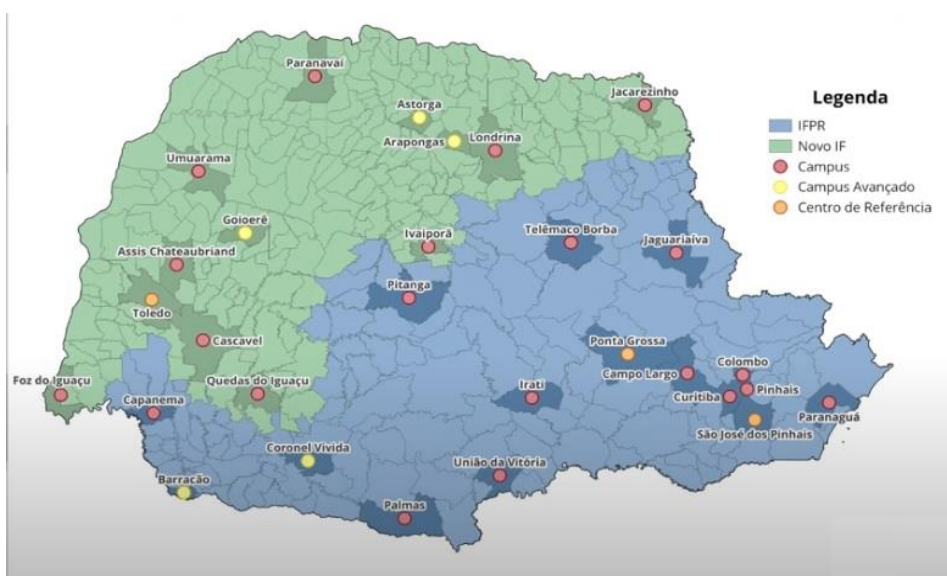 Paranavaí
Jacarezinho
Astorga
Arapongas
Londrina
Umuarama
Goioerê
Ivaiporã
Telêmaco Borba
Assis Chateaubriand
Jaguariaíva
Pitanga
Toledo
Cascavel
Ponta Grossa
Colombo
Campo Largo
Pinhais
Foz do Iguaçu
Quedas do Iguaçu
Irati
Curitiba
Capanema
Paranaguá
São José dos Pinhais
Coronel Vivida
União da Vitória
Barracão
Palmas
Legenda
IFPR
Novo IF
Campus
Campus Avançado
Centro de Referência